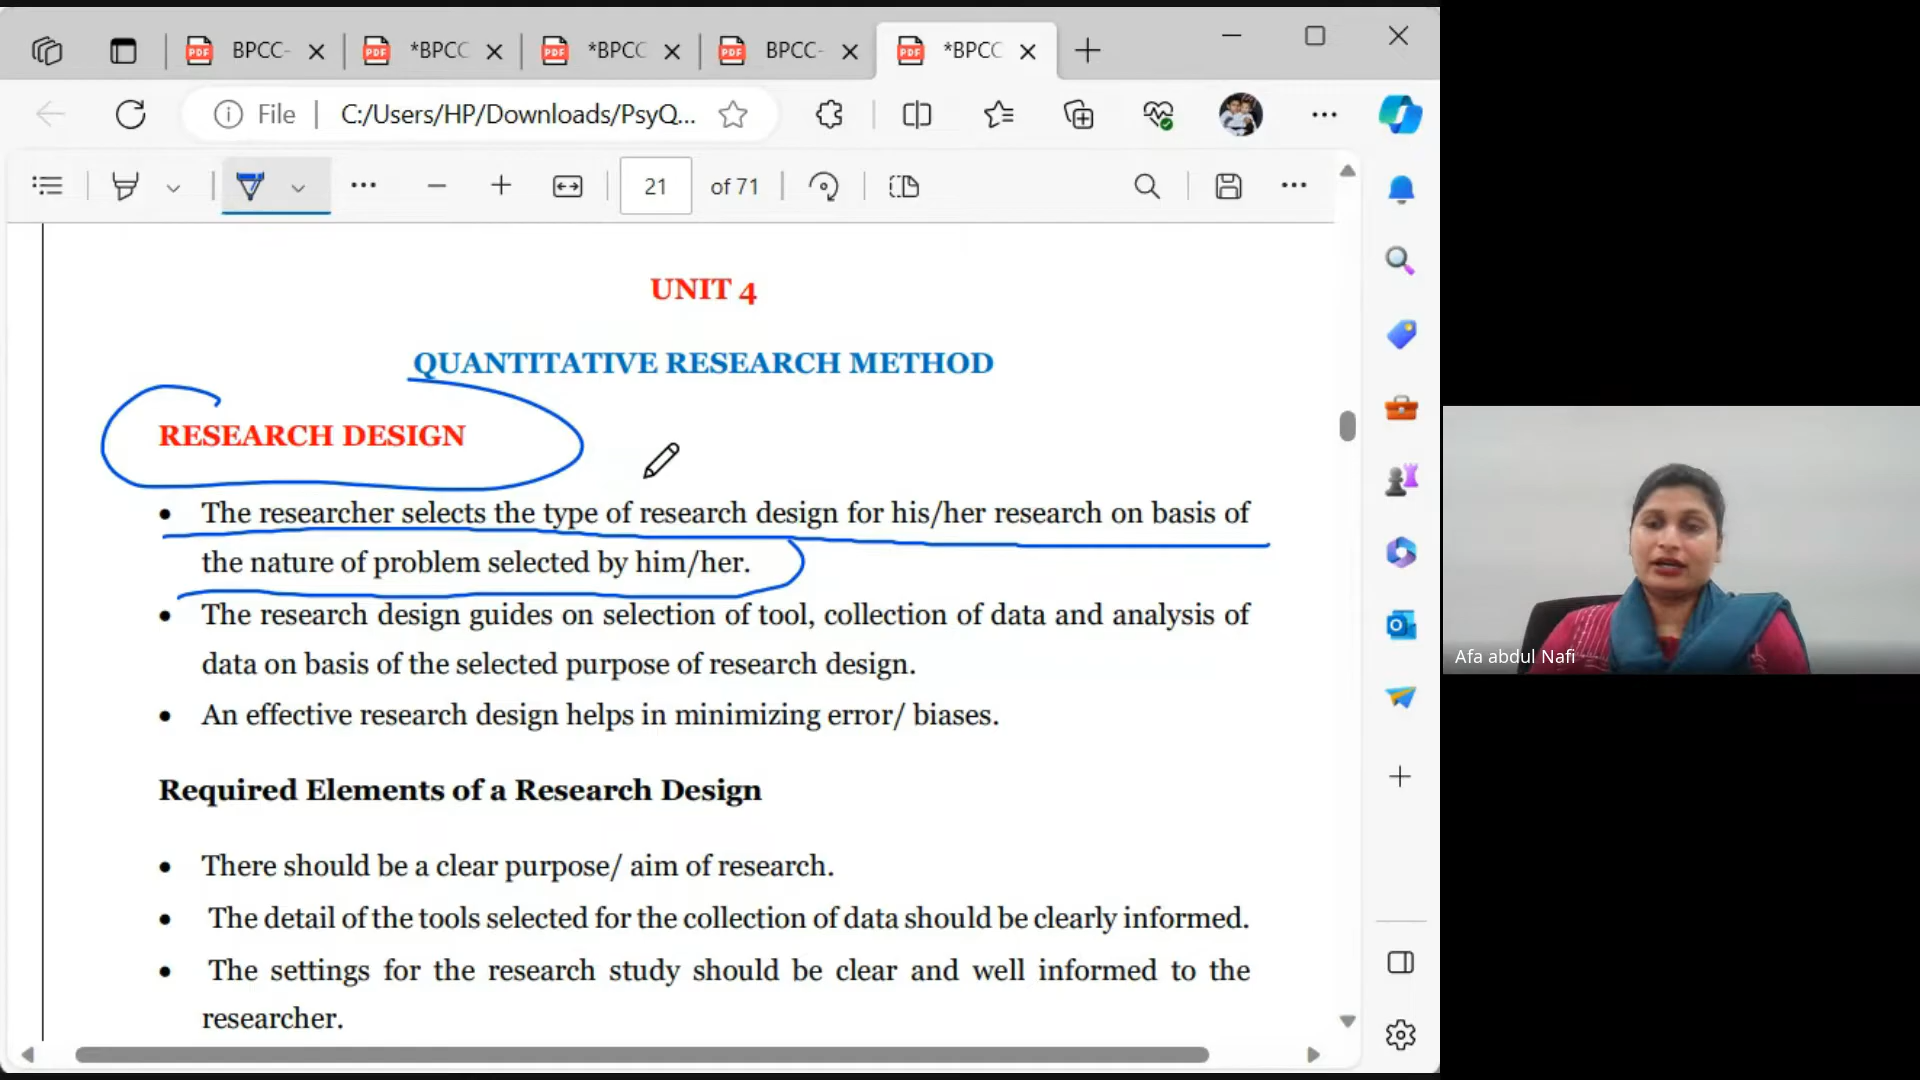 BPCC-
*BPCC
*BPCC
BPCC-
*BPCC
File
C:/Users/HP/Downloads/PsyQ...
21 of 71
UNIT 4
QUANTITATIVE RESEARCH METHOD
RESEARCH DESIGN
• The researcher selects the type of research design for his/her research on basis of
the nature of problem selected by him/her.
• The research design guides on selection of tool, collection of data and analysis of
data on basis of the selected purpose of research design.
• An effective research design helps in minimizing error/ biases.
Required Elements of a Research Design
• There should be a clear purpose/ aim of research.
• The detail of the tools selected for the collection of data should be clearly informed.
• The settings for the research study should be clear and well informed to the
researcher.
Afa abdul Nafi